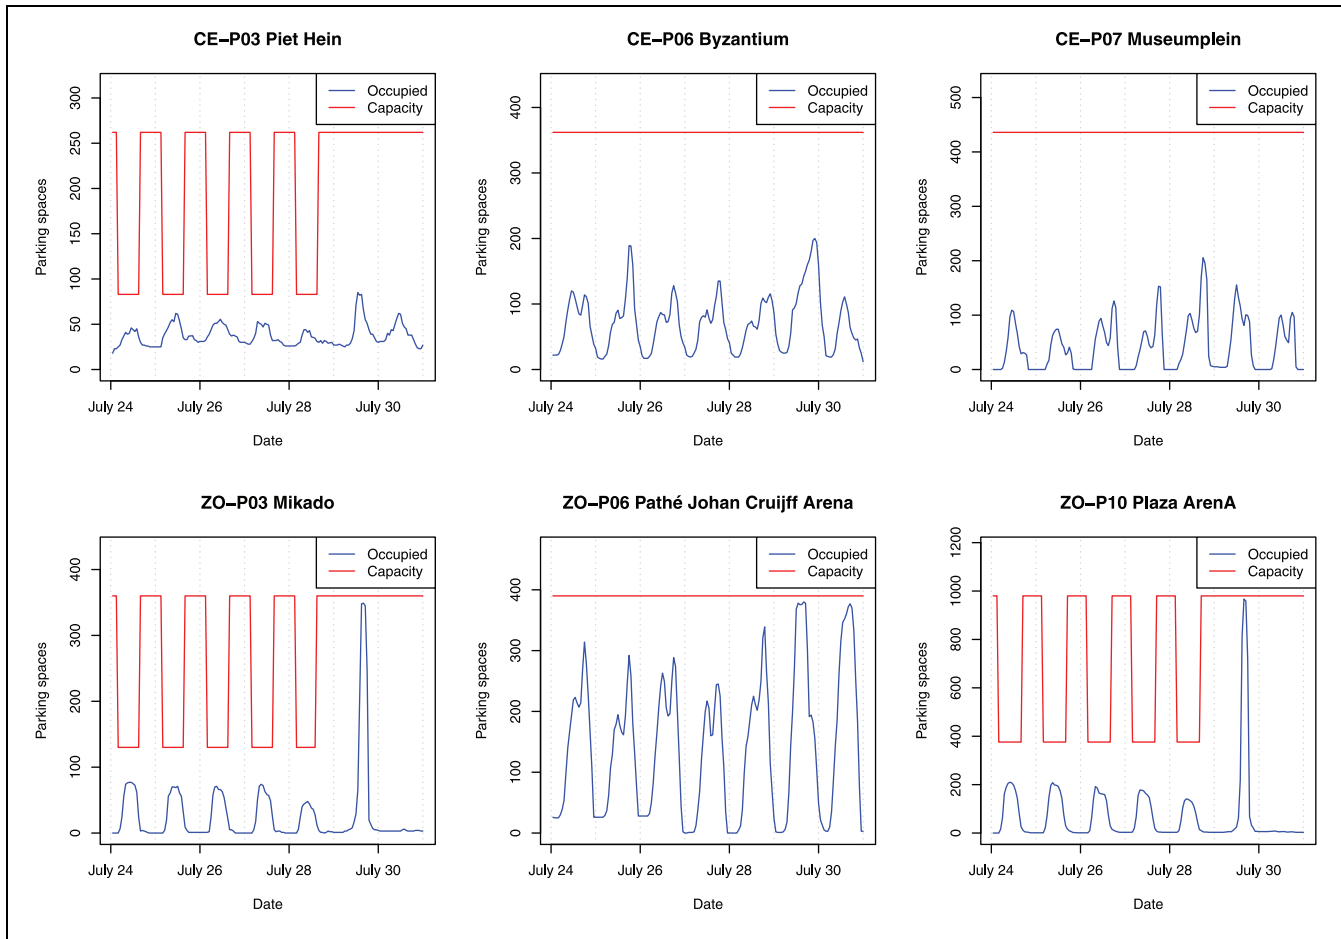 CE–P03 Piet Hein
Occupied
Capacity
Parking spaces
0 50 100 150 200 250 300
July 24 July 26 July 28 July 30
Date
CE–P06 Byzantium
Occupied
Capacity
Parking spaces
0 100 200 300 400
July 24 July 26 July 28 July 30
Date
CE–P07 Museumplein
Occupied
Capacity
Parking spaces
0 100 200 300 400 500
July 24 July 26 July 28 July 30
Date
ZO–P03 Mikado
Occupied
Capacity
Parking spaces
0 100 200 300 400
July 24 July 26 July 28 July 30
Date
ZO–P06 Pathé Johan Cruijff Arena
Occupied
Capacity
Parking spaces
0 100 200 300 400
July 24 July 26 July 28 July 30
Date
ZO–P10 Plaza ArenA
Occupied
Capacity
Parking spaces
0 200 400 600 800 1000 1200
July 24 July 26 July 28 July 30
Date